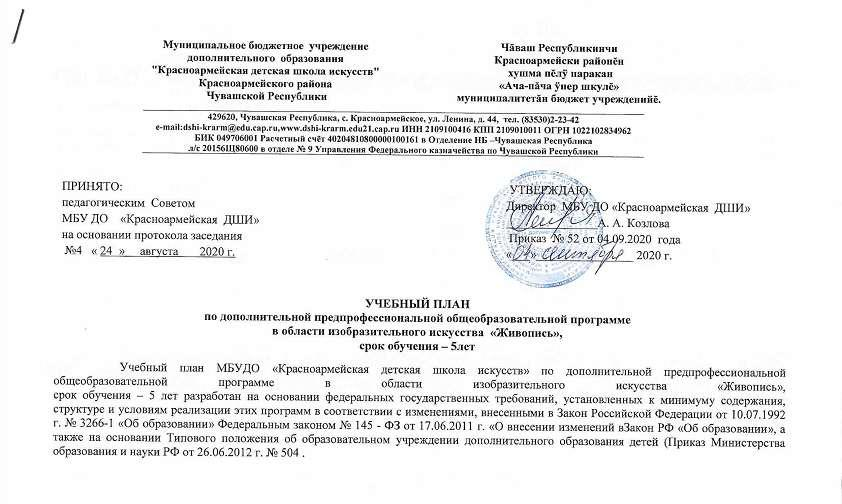 Муниципальное бюджетное учреждение
дополнительного образования
"Красноармейская детская школа искусств"
Красноармейского района
Чувашской Республики
Чăваш Республикинчи
Красноармейски районĕн
хушма пĕлӳ паракан
«Ача-пăча ӳнер шкулĕ»
муниципалитетăн бюджет учрежденийĕ.
429620, Чувашская Республика, с. Красноармейское, ул. Ленина, д. 44, тел. (83530)2-23-42
e-mail:dshi-krarm@edu.cap.ru,www.dshi-krarm.edu21.cap.ru ИНН 2109100416 КПП 2109010011 ОГРН 1022102834962
БИК 049706001 Расчетный счёт 40204810800000100161 в Отделение НБ –Чувашская Республика
л/с 20156Щ80600 в отделе № 9 Управления Федерального казначейства по Чувашской Республики
ПРИНЯТО:
педагогическим Советом
МБУ ДО «Красноармейская ДШИ»
на основании протокола заседания
№4 « 24 » августа 2020 г.
УТВЕРЖДАЮ:
Директор МБУ ДО «Красноармейская ДШИ»
А. А. Козлова
Приказ № 52 от 04.09.2020 года
«04» сентября 2020 г.
УЧЕБНЫЙ ПЛАН
по дополнительной предпрофессиональной общеобразовательной программе
в области изобразительного искусства «Живопись»,
срок обучения – 5лет
Учебный план МБУДО «Красноармейская детская школа искусств» по дополнительной предпрофессиональной
общеобразовательной программе в области изобразительного искусства «Живопись»,
срок обучения – 5 лет разработан на основании федеральных государственных требований, установленных к минимуму содержания,
структуре и условиям реализации этих программ в соответствии с изменениями, внесенными в Закон Российской Федерации от 10.07.1992
г. № 3266-1 «Об образовании» Федеральным законом № 145 - ФЗ от 17.06.2011 г. «О внесении изменений вЗакон РФ «Об образовании», а
также на основании Типового положения об образовательном учреждении дополнительного образования детей (Приказ Министерства
образования и науки РФ от 26.06.2012 г. № 504 .